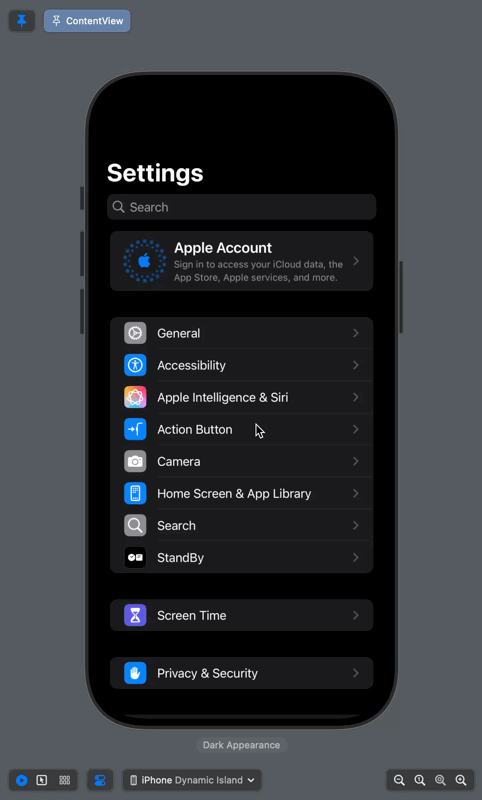 ContentView
Settings
Search
Apple Account
Sign in to access your iCloud data, the
App Store, Apple services, and more.
General
Accessibility
Apple Intelligence & Siri
Action Button
Camera
Home Screen & App Library
Search
StandBy
Screen Time
Privacy & Security
Dark Appearance
iPhone Dynamic Island